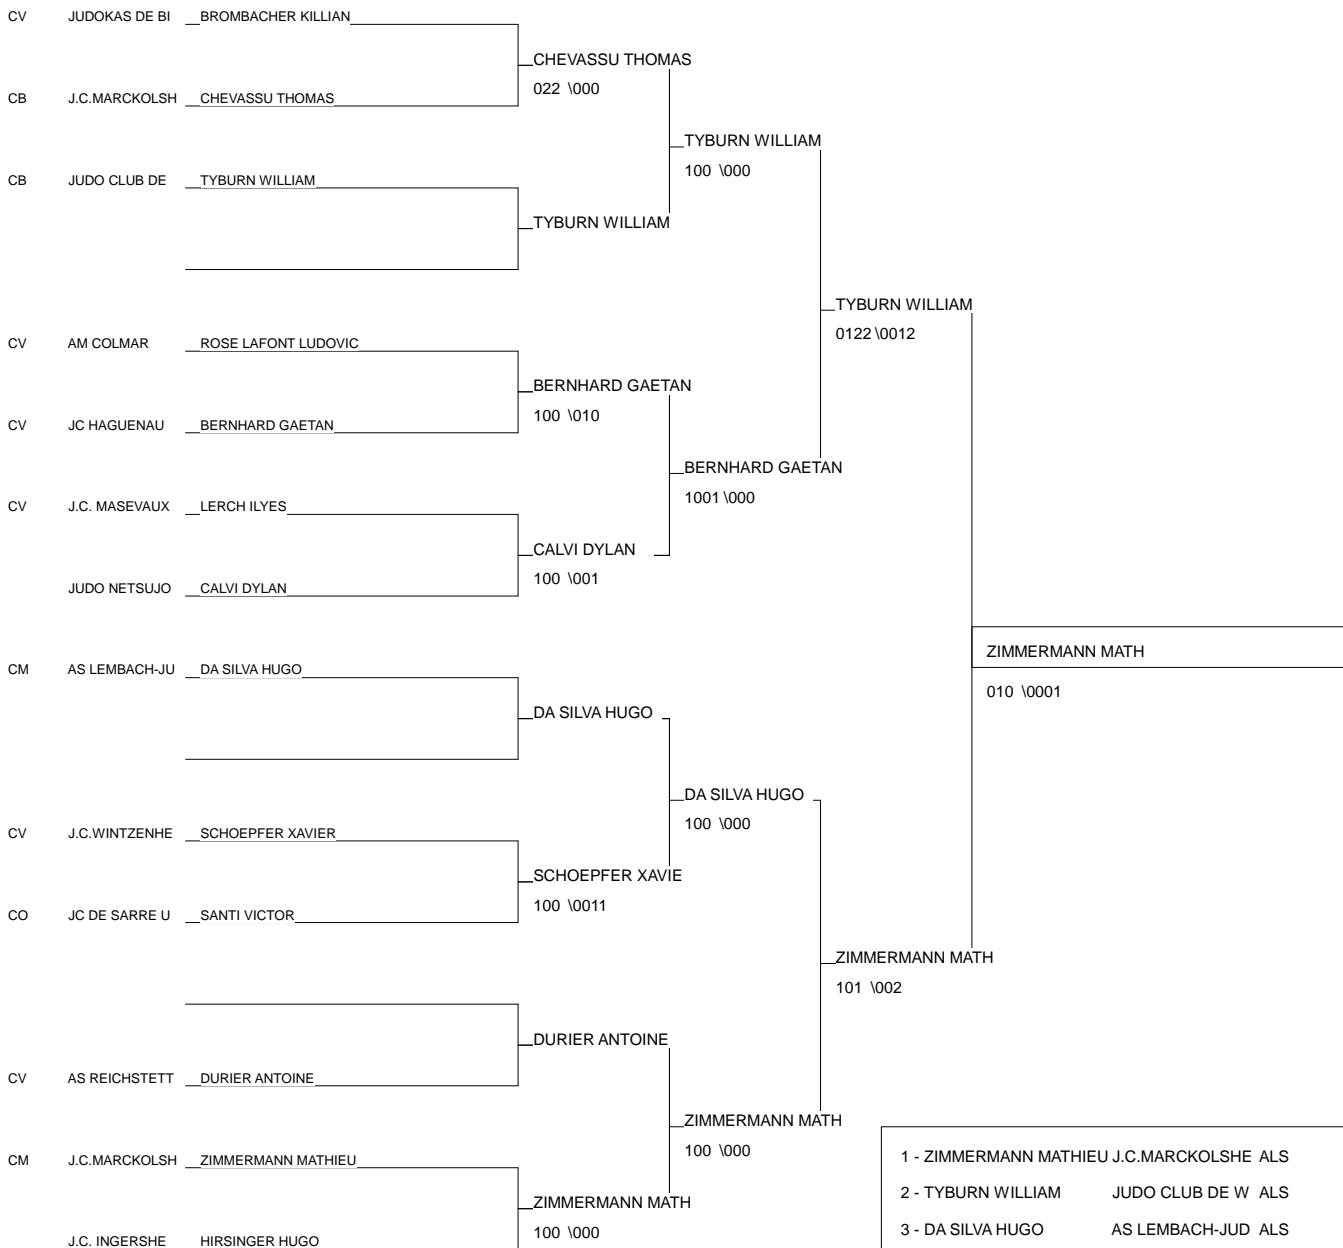 CV JUDOKAS DE BI BROMBACHER KILLIAN
CHEVASSU THOMAS
022 \000
CB J.C.MARCKOLSH CHEVASSU THOMAS
TYBURN WILLIAM
100 \000
CB JUDO CLUB DE TYBURN WILLIAM
TYBURN WILLIAM
TYBURN WILLIAM
0122 \0012
CV AM COLMAR ROSE LAFONT LUDOVIC
BERNHARD GAETAN
100 \010
CV JC HAGUENAU BERNHARD GAETAN
BERNHARD GAETAN
1001 \000
CV J.C. MASEVAUX LERCH ILYES
CALVI DYLAN
100 \001
JUDO NETSUJO CALVI DYLAN
ZIMMERMANN MATH
010 \0001
CM AS LEMBACH-JU DA SILVA HUGO
DA SILVA HUGO
DA SILVA HUGO
100 \000
CV J.C.WINTZENHE SCHOEPFER XAVIER
SCHOEPFER XAVIE
100 \0011
CO JC DE SARRE U SANTI VICTOR
ZIMMERMANN MATH
101 \002
DURIER ANTOINE
CV AS REICHSTETT DURIER ANTOINE
ZIMMERMANN MATH
100 \000
CM J.C.MARCKOLSH ZIMMERMANN MATHIEU
ZIMMERMANN MATH
100 \000
J.C. INGERSHE HIRSINGER HUGO
1 - ZIMMERMANN MATHIEU J.C.MARCKOLSHE ALS
2 - TYBURN WILLIAM JUDO CLUB DE W ALS
3 - DA SILVA HUGO AS LEMBACH-JUD ALS